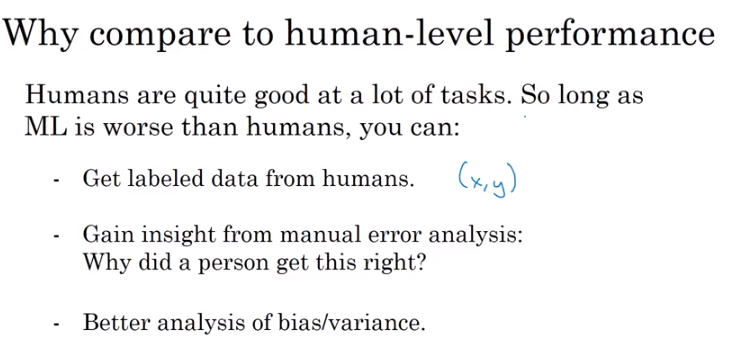 Why compare to human-level performance
Humans are quite good at a lot of tasks. So long as
ML is worse than humans, you can:
- Get labeled data from humans. (x,y)
- Gain insight from manual error analysis:
Why did a person get this right?
- Better analysis of bias/variance.